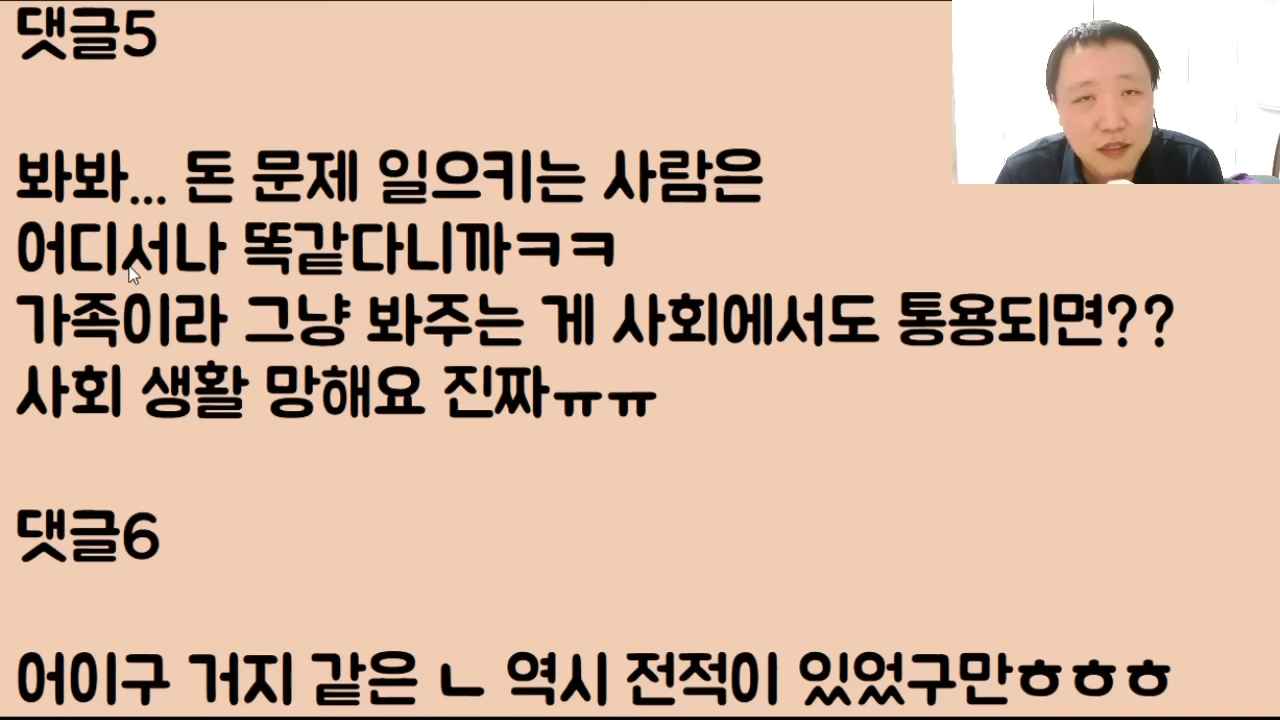 댓글5
봐봐... 돈 문제 일으키는 사람은
어디서나 똑같다니까ㅋㅋ
가족이라 그냥 봐주는 게 사회에서도 통용되면??
사회 생활 망해요 진짜ㅠㅠ
댓글6
어이구 거지 같은 ㄴ 역시 전적이 있었구만ㅎㅎㅎ